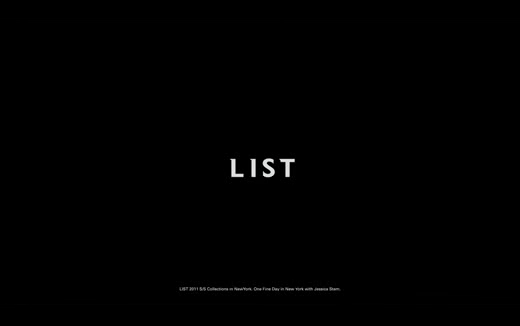 LIST
LIST 2011 S/S Collections in NewYork. One Fine Day in New York with Jessica Stam.